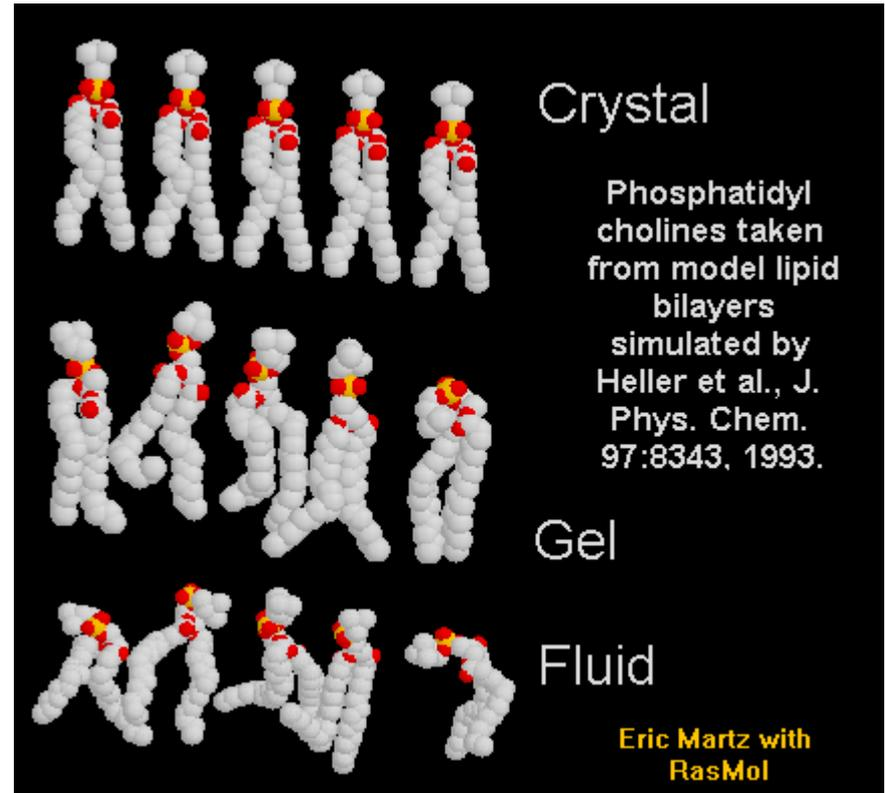 Crystal
Phosphatidyl
cholines taken
from model lipid
bilayers
simulated by
Heller et al., J.
Phys. Chem.
97:8343, 1993.
Gel
Fluid
Eric Martz with
RasMol